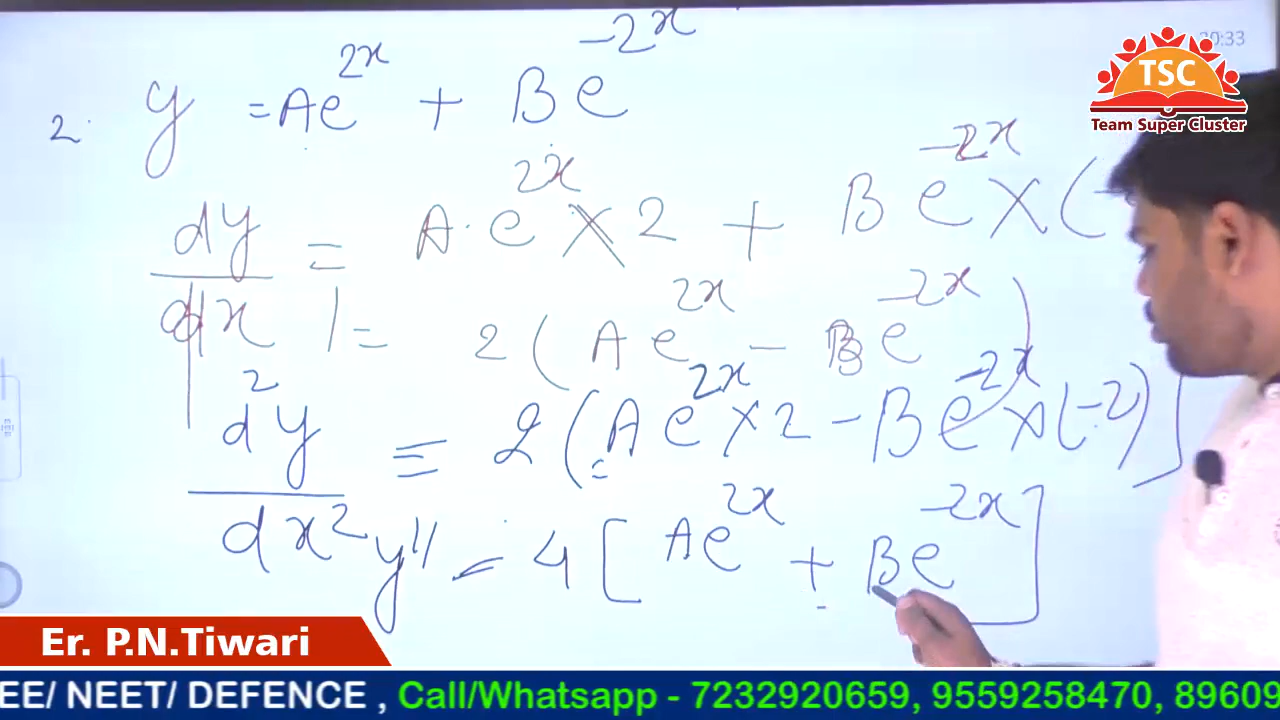 20:33
TSC
Team Super Cluster
2. y = Ae^{2x} + Be^{-2x}
dy/dx = A·e^{2x} × 2 + Be^{-2x} × (-
= 2(Ae^{2x} - Be^{-2x})
d²y/dx² = 2(Ae^{2x} × 2 - Be^{-2x} × (-2)]
y'' = 4[Ae^{2x} + Be^{-2x}]
Er. P.N.Tiwari
EE/ NEET/ DEFENCE , Call/Whatsapp - 7232920659, 9559258470, 89609